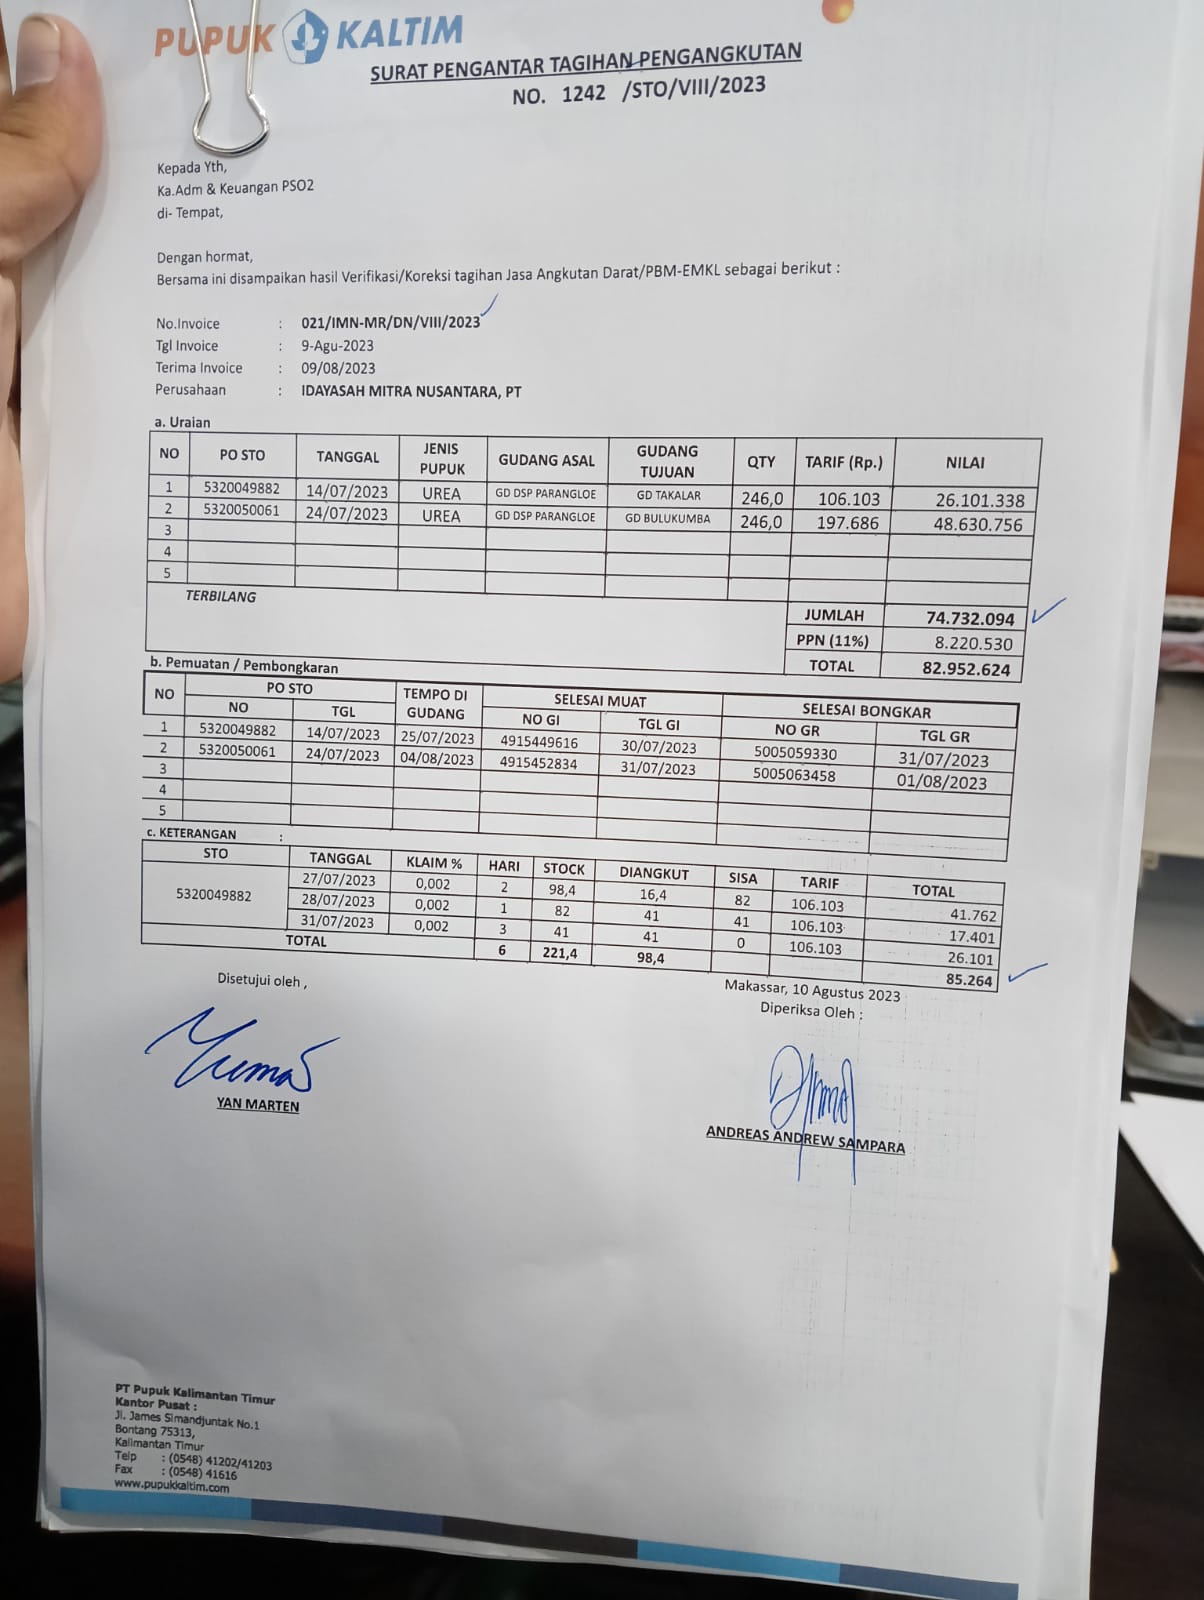 PUPUK KALTIM
SURAT PENGANTAR TAGIHAN PENGANGKUTAN
NO. 1242 /STO/VIII/2023
Kepada Yth,
Ka.Adm & Keuangan PSO2
di- Tempat,
Dengan hormat,
Bersama ini disampaikan hasil Verifikasi/Koreksi tagihan Jasa Angkutan Darat/PBM-EMKL sebagai berikut :
No.Invoice : 021/IMN-MR/DN/VIII/2023
Tgl Invoice : 9-Agu-2023
Terima Invoice : 09/08/2023
Perusahaan : IDAYASAH MITRA NUSANTARA, PT
a. Uraian
NO PO STO TANGGAL JENIS PUPUK GUDANG ASAL GUDANG TUJUAN QTY TARIF (Rp.) NILAI
1 5320049882 14/07/2023 UREA GD DSP PARANGLOE GD TAKALAR 246,0 106.103 26.101.338
2 5320050061 24/07/2023 UREA GD DSP PARANGLOE GD BULUKUMBA 246,0 197.686 48.630.756
3
4
5
TERBILANG
JUMLAH 74.732.094
PPN (11%) 8.220.530
TOTAL 82.952.624
b. Pemuatan / Pembongkaran
NO PO STO TEMPO DI GUDANG SELESAI MUAT SELESAI BONGKAR
NO TGL NO GI TGL GI NO GR TGL GR
1 5320049882 14/07/2023 25/07/2023 4915449616 30/07/2023 5005059330 31/07/2023
2 5320050061 24/07/2023 04/08/2023 4915452834 31/07/2023 5005063458 01/08/2023
3
4
5
c. KETERANGAN :
STO TANGGAL KLAIM % HARI STOCK DIANGKUT SISA TARIF TOTAL
5320049882 27/07/2023 0,002 2 98,4 16,4 82 106.103 41.762
28/07/2023 0,002 1 82 41 41 106.103 17.401
31/07/2023 0,002 3 41 41 0 106.103 26.101
TOTAL 6 221,4 98,4 85.264
Disetujui oleh ,
Makassar, 10 Agustus 2023
Diperiksa Oleh :
YAN MARTEN
ANDREAS ANDREW SAMPARA
PT Pupuk Kalimantan Timur
Kantor Pusat :
Jl. James Simandjuntak No.1
Bontang 75313,
Kalimantan Timur
Telp : (0548) 41202/41203
Fax : (0548) 41616
www.pupukkaltim.com